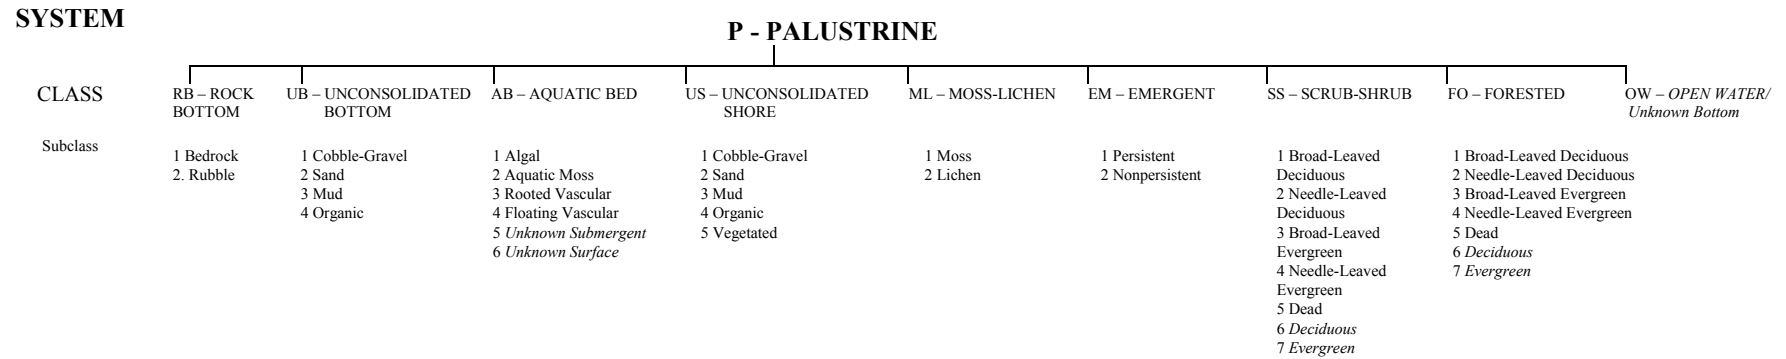 SYSTEM
P - PALUSTRINE
CLASS
RB – ROCK
BOTTOM
UB – UNCONSOLIDATED
BOTTOM
AB – AQUATIC BED
US – UNCONSOLIDATED
SHORE
ML – MOSS-LICHEN
EM – EMERGENT
SS – SCRUB-SHRUB
FO – FORESTED
OW – OPEN WATER/
Unknown Bottom
Subclass
1 Bedrock
2. Rubble
1 Cobble-Gravel
2 Sand
3 Mud
4 Organic
1 Algal
2 Aquatic Moss
3 Rooted Vascular
4 Floating Vascular
5 Unknown Submergent
6 Unknown Surface
1 Cobble-Gravel
2 Sand
3 Mud
4 Organic
5 Vegetated
1 Moss
2 Lichen
1 Persistent
2 Nonpersistent
1 Broad-Leaved
Deciduous
2 Needle-Leaved
Deciduous
3 Broad-Leaved
Evergreen
4 Needle-Leaved
Evergreen
5 Dead
6 Deciduous
7 Evergreen
1 Broad-Leaved Deciduous
2 Needle-Leaved Deciduous
3 Broad-Leaved Evergreen
4 Needle-Leaved Evergreen
5 Dead
6 Deciduous
7 Evergreen